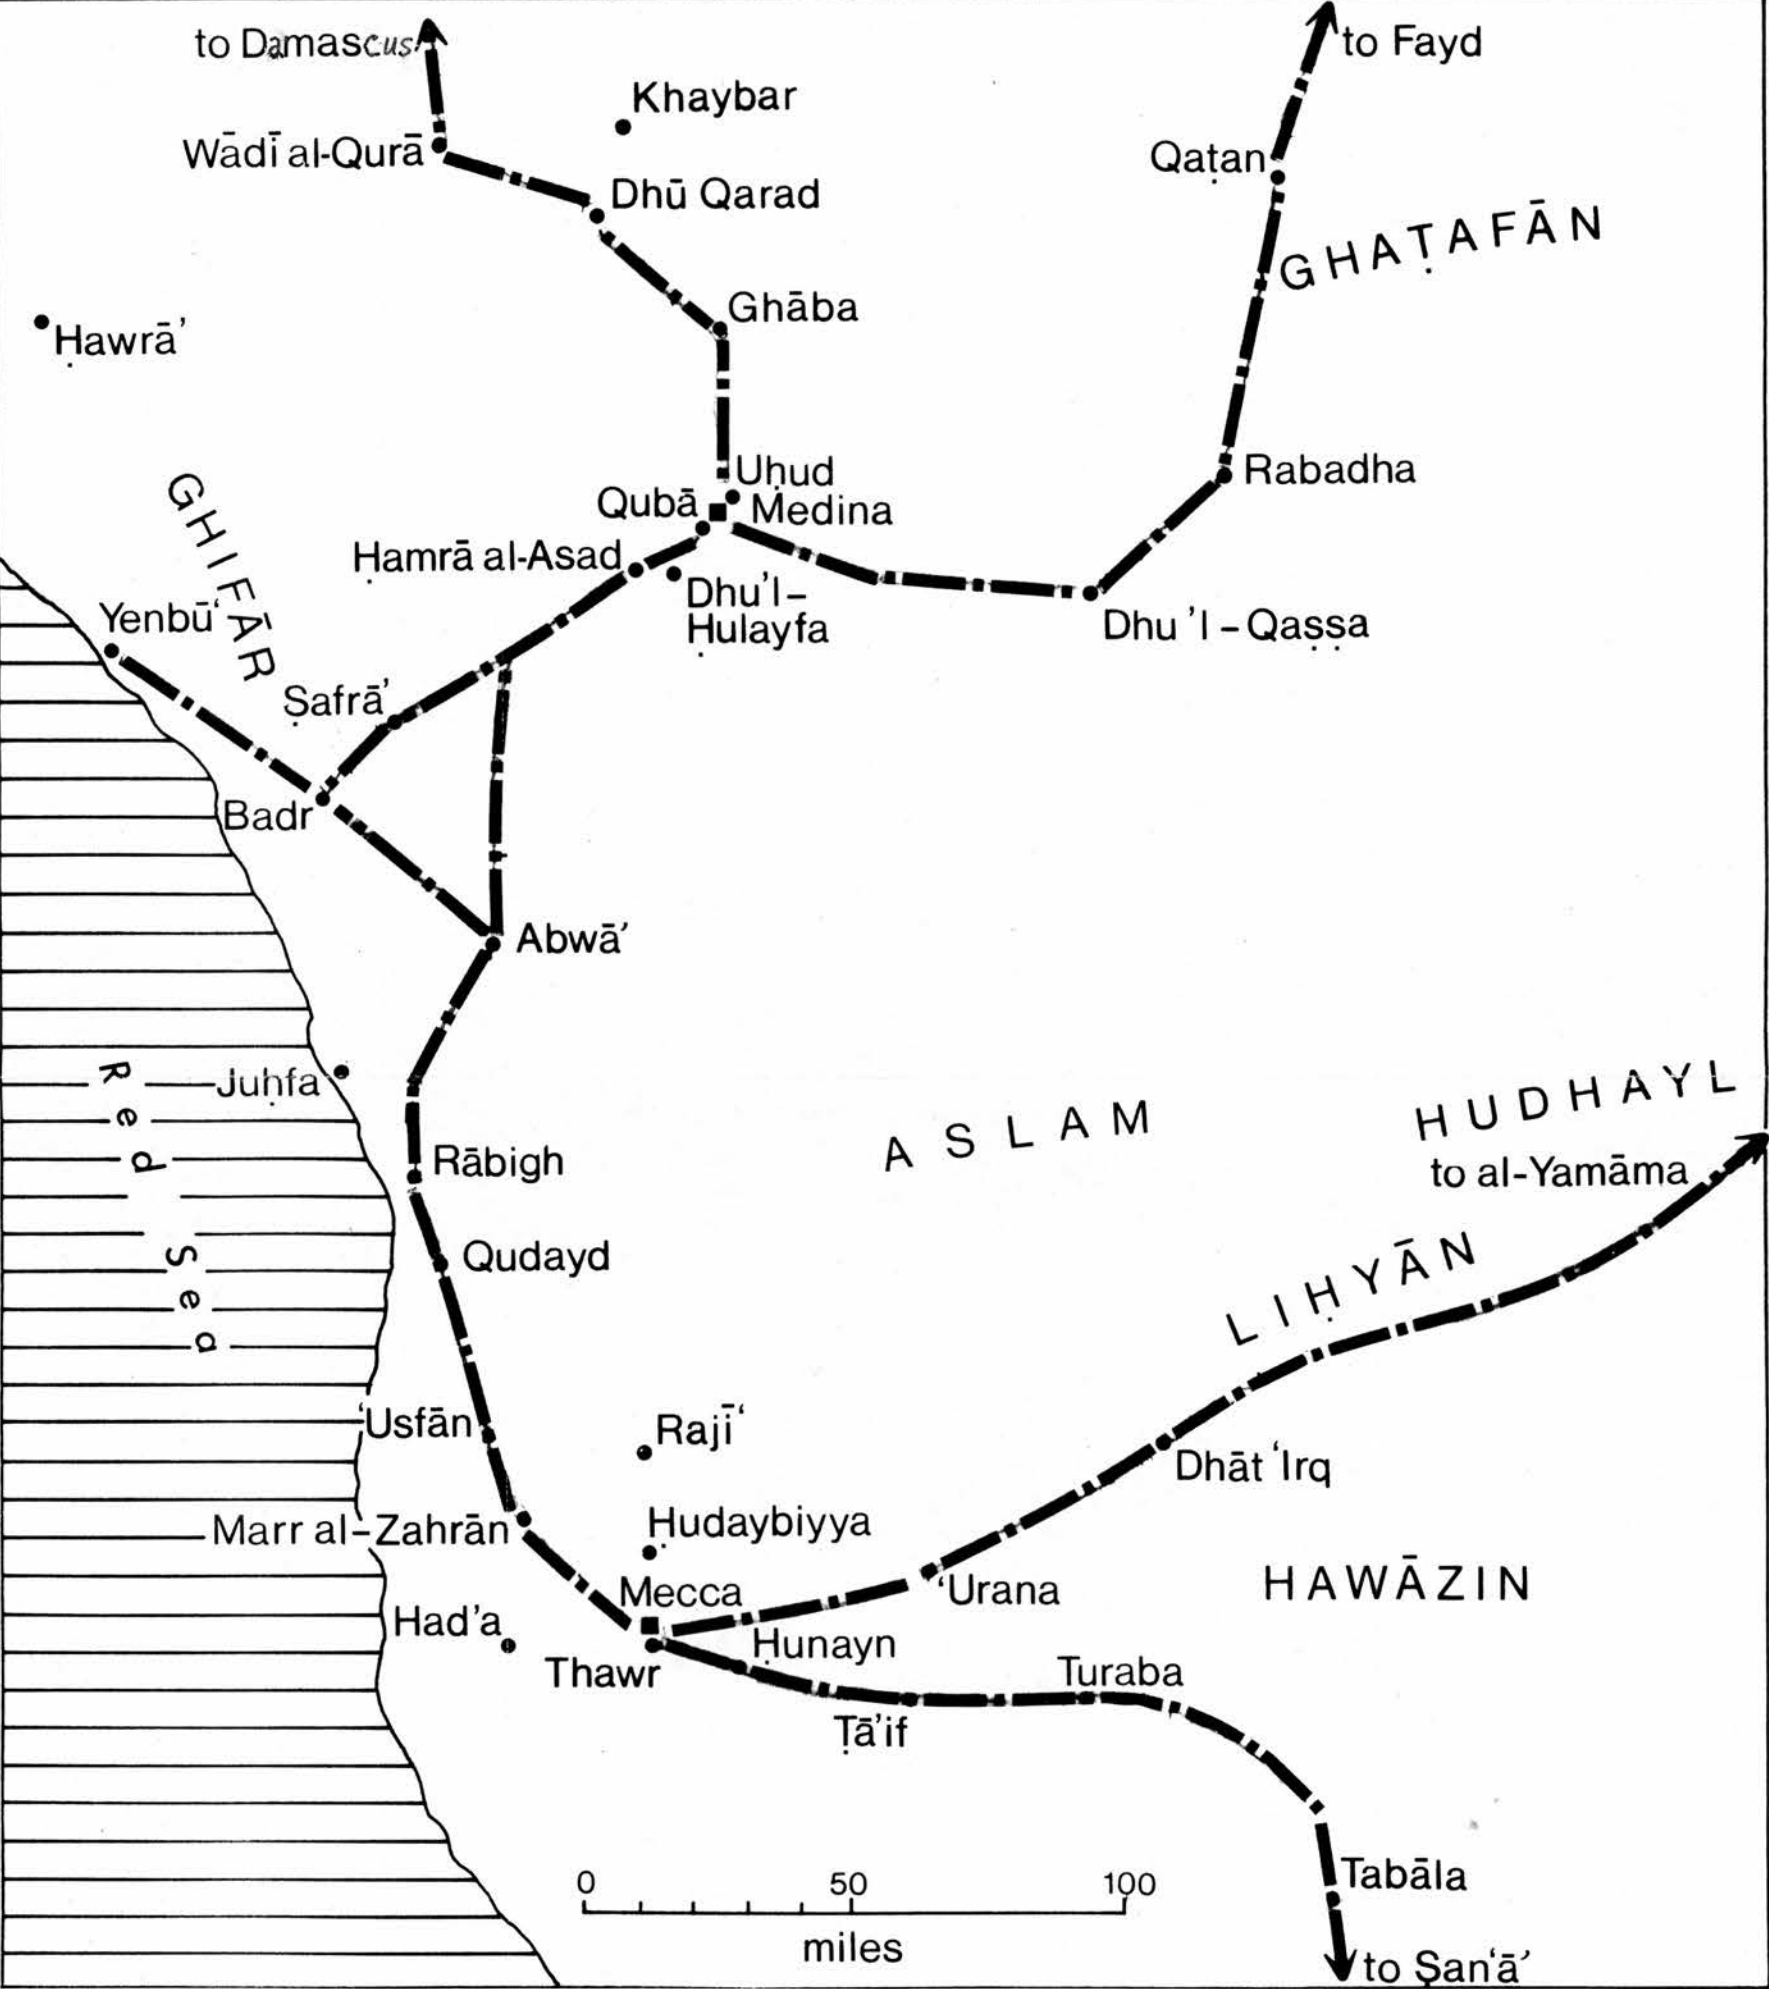 to Damascus
to Fayd
Khaybar
Wādī al-Qurā
Qaṭan
Dhū Qarad
GHAṬAFĀN
Ghāba
Ḥawrā’
Uḥud
Rabadha
Qubā
Medina
GHIFĀR
Ḥamrā al-Asad
Dhu’l–
Ḥulayfa
Dhu ’l–Qaṣṣa
Yenbū‘
Ṣafrā’
Badr
Abwā’
Red Sea
Juḥfa
HUDHAYL
ASLAM
to al-Yamāma
Rābigh
Qudayd
LIḤYĀN
‘Usfān
Rajī‘
Dhāt ‘Irq
Marr al–Zahrān
Ḥudaybiyya
Mecca
‘Urana
HAWĀZIN
Had’a
Ḥunayn
Thawr
Turaba
Ṭā’if
Tabāla
0 50 100
miles
to Ṣan‘ā’